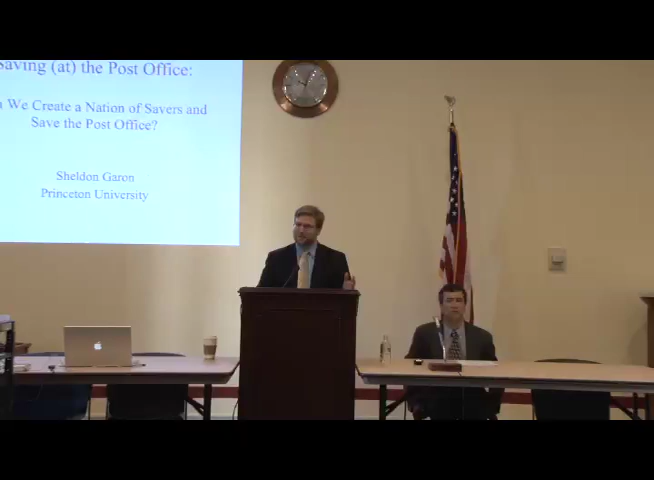 Saving (at) the Post Office:
We Create a Nation of Savers and
Save the Post Office?
Sheldon Garon
Princeton University